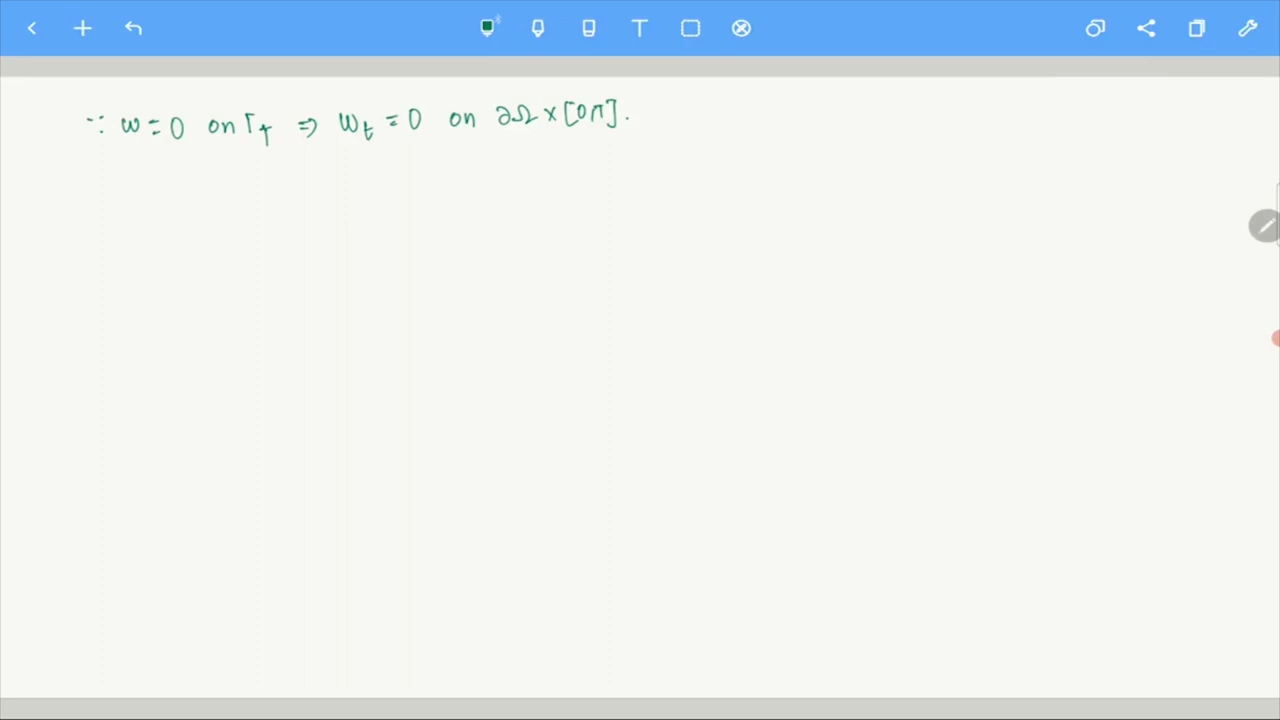 ∵ w = 0 on Γ_T ⇒ w_t = 0 on ∂Ω × [0,T].